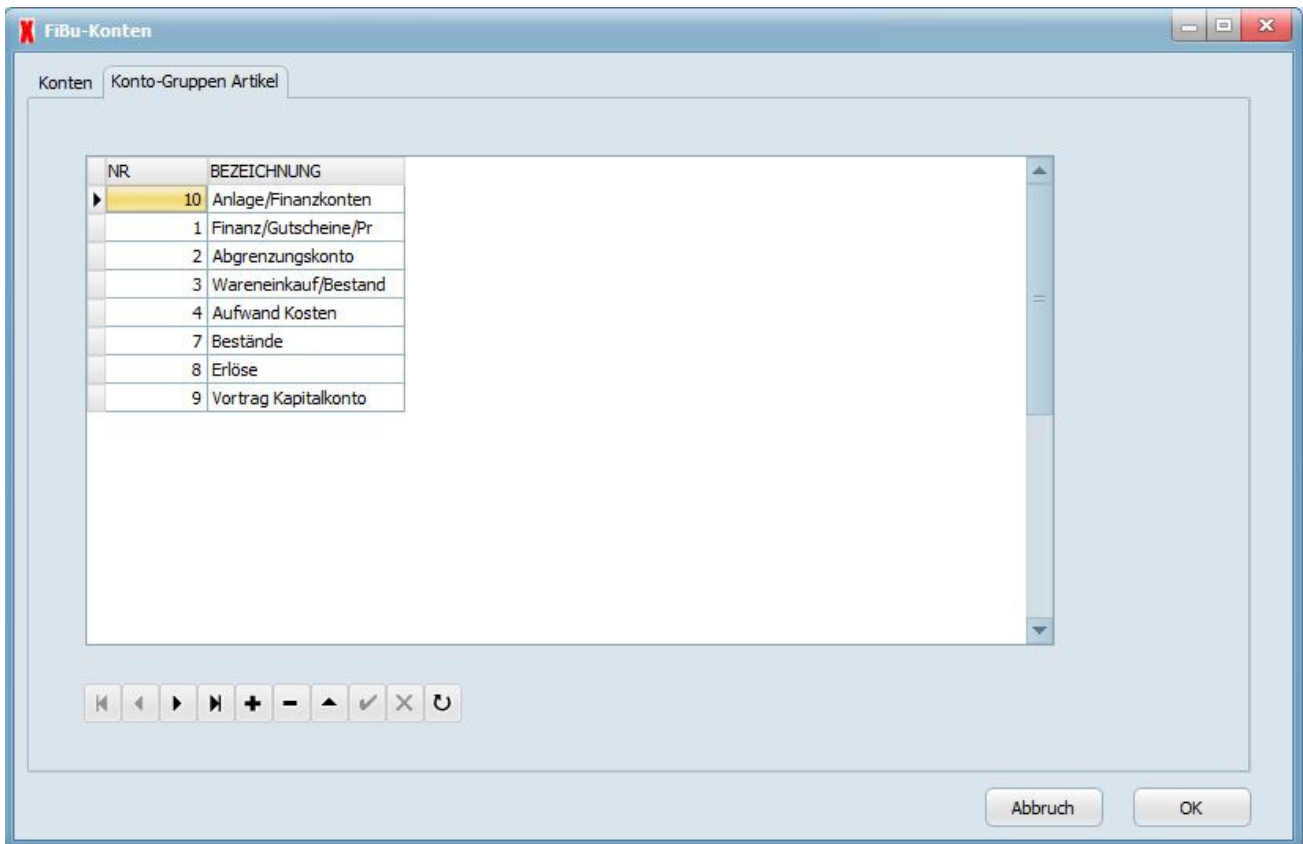 FiBu-Konten
Konten Konto-Gruppen Artikel
NR BEZEICHNUNG
10 Anlage/Finanzkonten
1 Finanz/Gutscheine/Pr
2 Abgrenzungskonto
3 Wareneinkauf/Bestand
4 Aufwand Kosten
7 Bestände
8 Erlöse
9 Vortrag Kapitalkonto
Abbruch OK